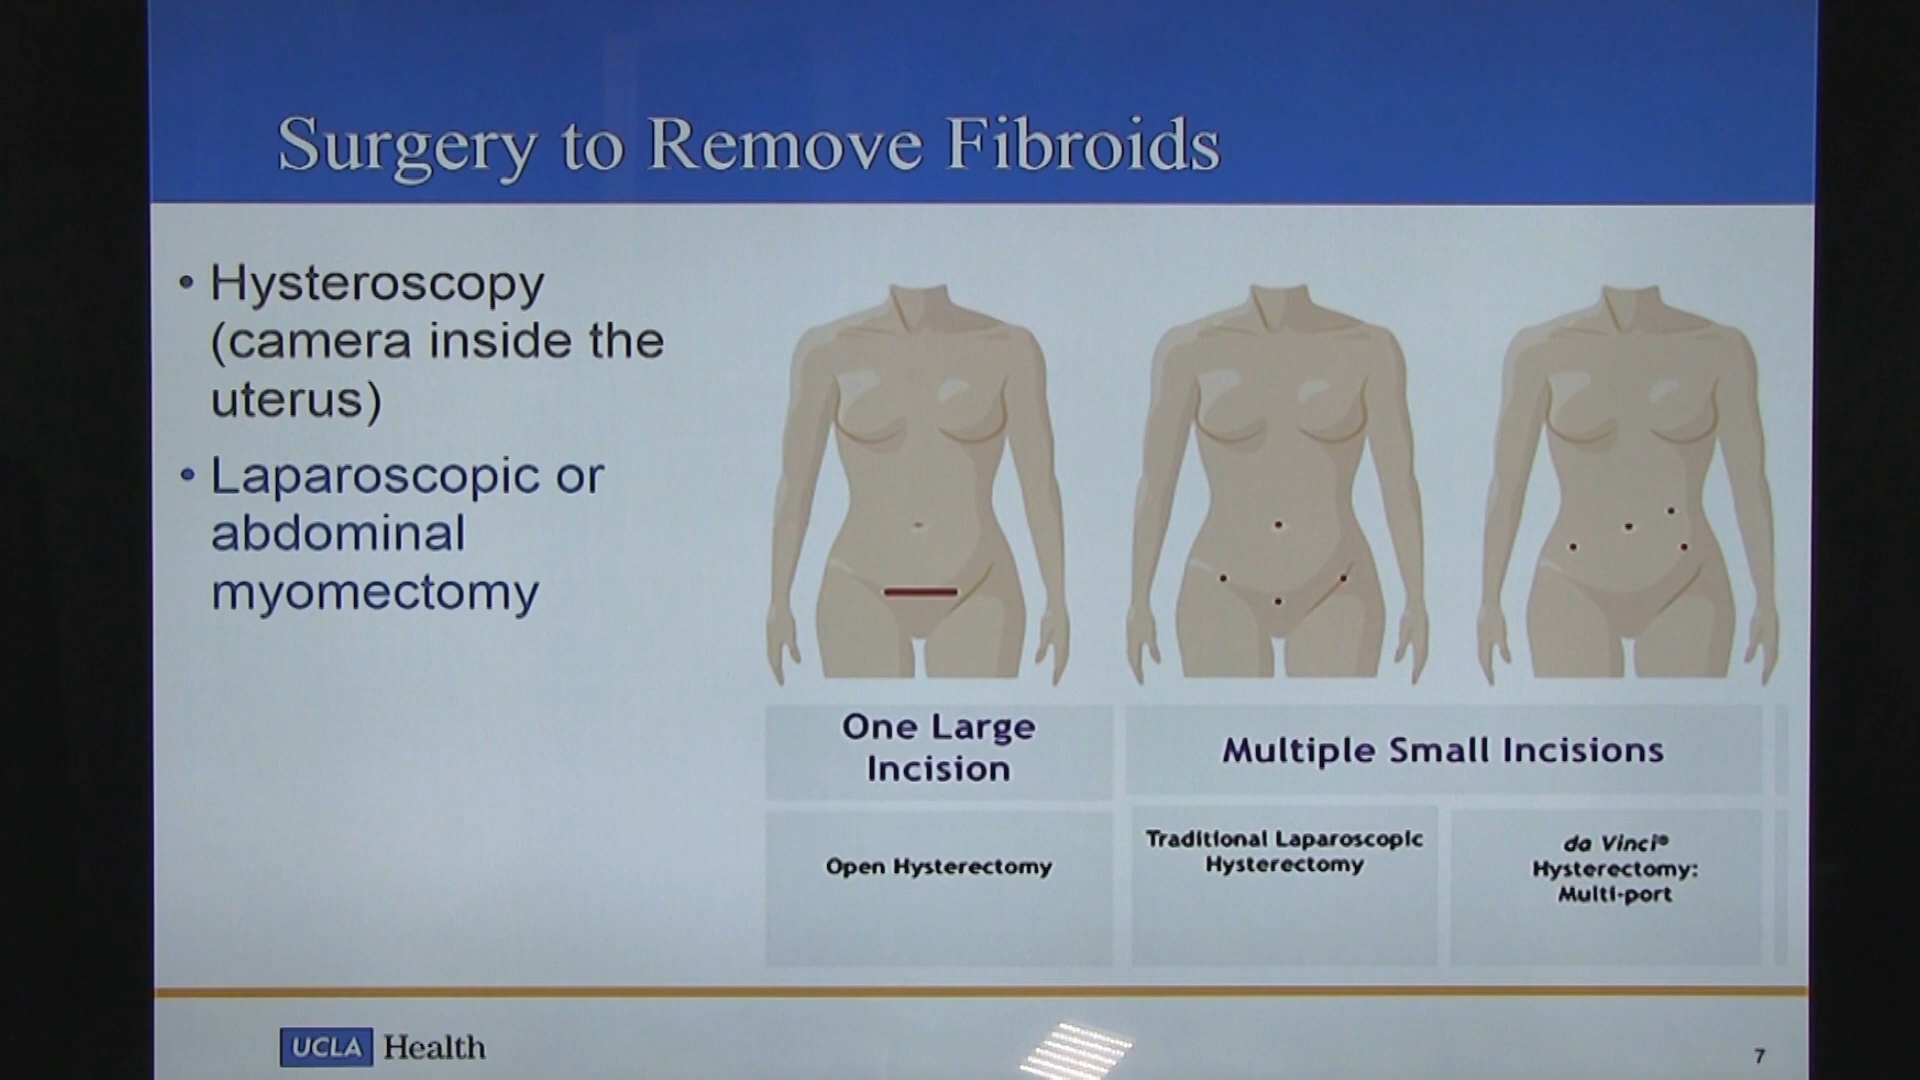 Surgery to Remove Fibroids
• Hysteroscopy
(camera inside the
uterus)
• Laparoscopic or
abdominal
myomectomy
One Large
Incision
Multiple Small Incisions
Open Hysterectomy
Traditional Laparoscopic
Hysterectomy
da Vinci®
Hysterectomy:
Multi-port
UCLA Health
7